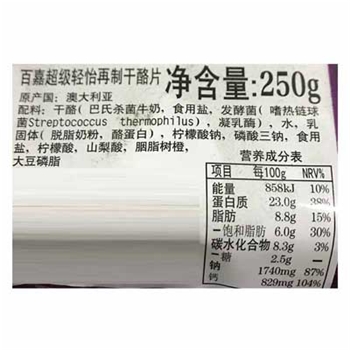 百嘉超级轻怡再制干酪片 净含量:250g
原产国: 澳大利亚
配料: 干酪( 巴氏杀菌牛奶, 食用盐, 发酵菌( 嗜热链球
菌Streptococcus thermophilus), 凝乳酶), 水, 乳
固体( 脱脂奶粉, 酪蛋白), 柠檬酸钠, 磷酸三钠, 食用
盐, 柠檬酸, 山梨酸, 胭脂树橙,
大豆磷脂
营养成分表
项目 每100g NRV%
能量 858kJ 10%
蛋白质 23.0g 38%
脂肪 8.8g 15%
—饱和脂肪 6.0g 30%
碳水化合物 8.3g 3%
—糖 2.5g —
钠 1740mg 87%
钙 829mg 104%